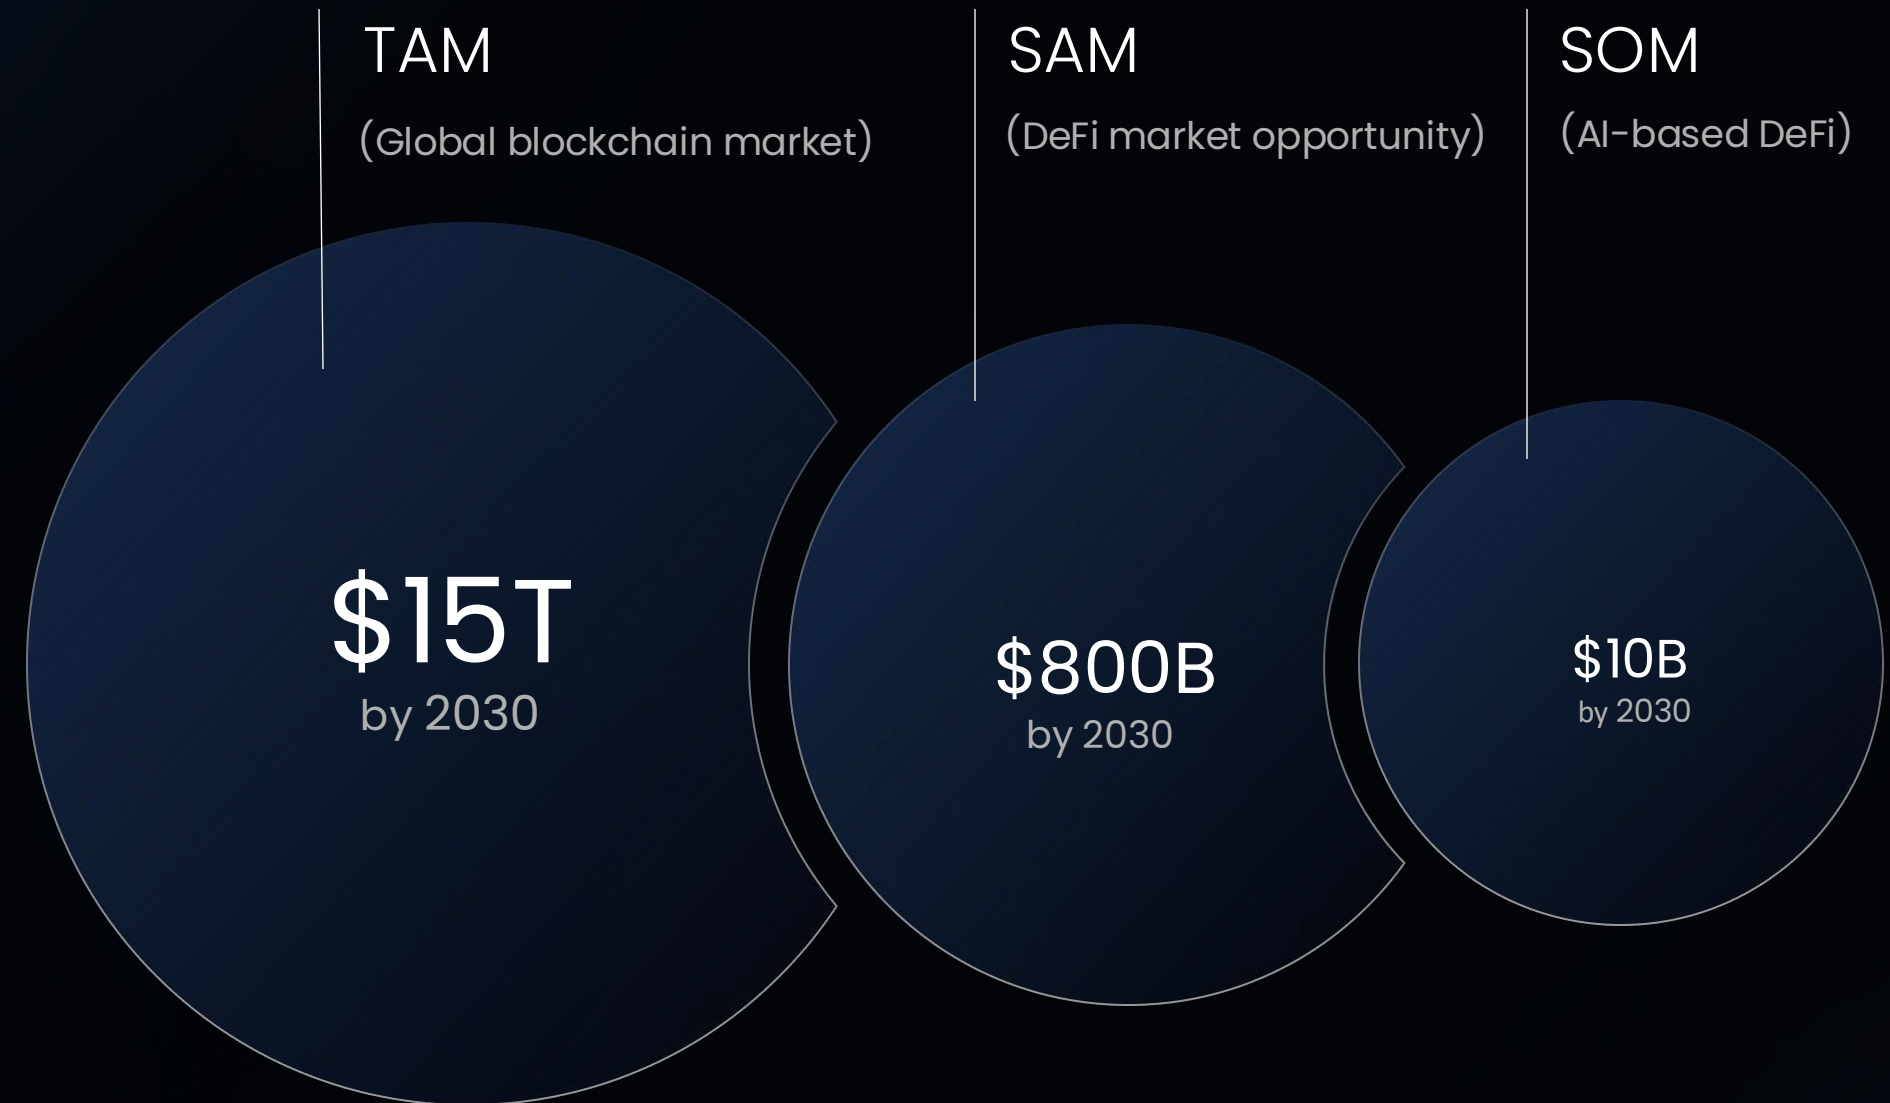 TAM
(Global blockchain market)
$15T
by 2030
SAM
(DeFi market opportunity)
$800B
by 2030
SOM
(AI-based DeFi)
$10B
by 2030